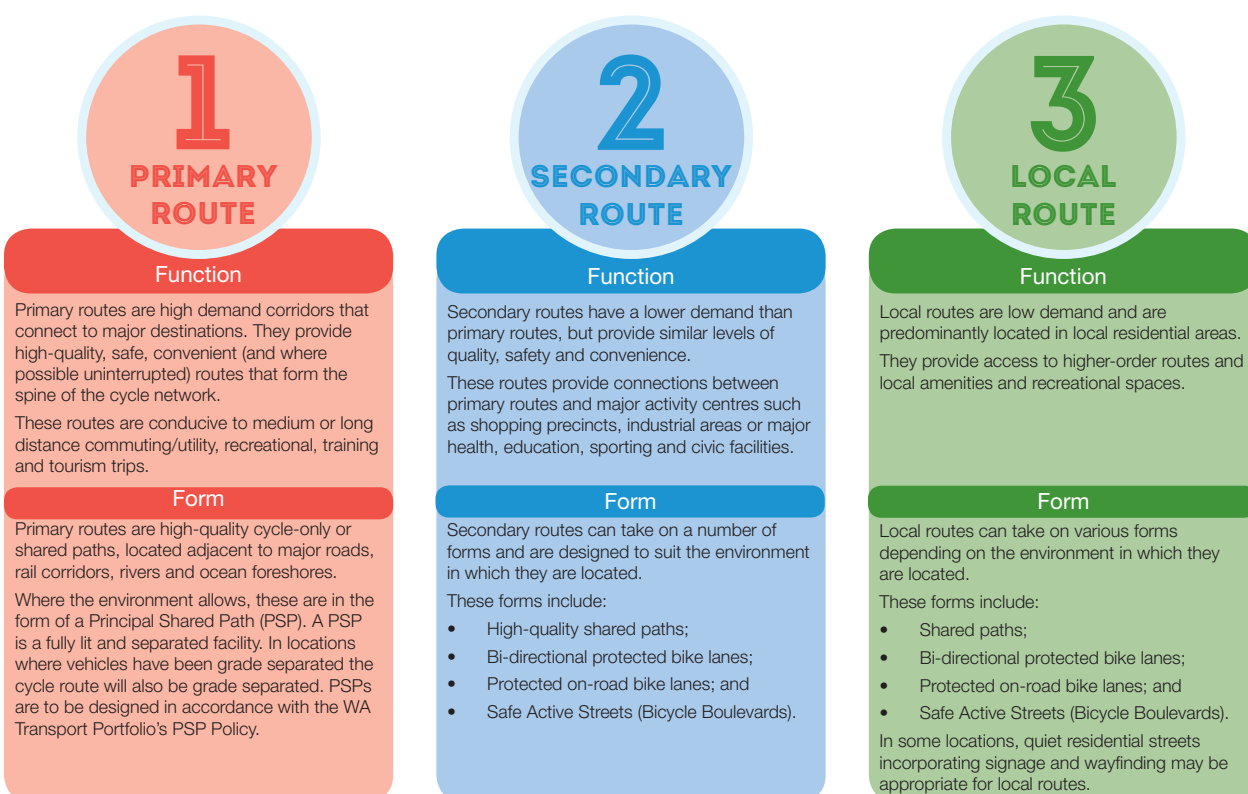 1
PRIMARY
ROUTE
Function
Primary routes are high demand corridors that
connect to major destinations. They provide
high-quality, safe, convenient (and where
possible uninterrupted) routes that form the
spine of the cycle network.
These routes are conducive to medium or long
distance commuting/utility, recreational, training
and tourism trips.
Form
Primary routes are high-quality cycle-only or
shared paths, located adjacent to major roads,
rail corridors, rivers and ocean foreshores.
Where the environment allows, these are in the
form of a Principal Shared Path (PSP). A PSP
is a fully lit and separated facility. In locations
where vehicles have been grade separated the
cycle route will also be grade separated. PSPs
are to be designed in accordance with the WA
Transport Portfolio's PSP Policy.
2
SECONDARY
ROUTE
Function
Secondary routes have a lower demand than
primary routes, but provide similar levels of
quality, safety and convenience.
These routes provide connections between
primary routes and major activity centres such
as shopping precincts, industrial areas or major
health, education, sporting and civic facilities.
Form
Secondary routes can take on a number of
forms and are designed to suit the environment
in which they are located.
These forms include:
• High-quality shared paths;
• Bi-directional protected bike lanes;
• Protected on-road bike lanes; and
• Safe Active Streets (Bicycle Boulevards).
3
LOCAL
ROUTE
Function
Local routes are low demand and are
predominantly located in local residential areas.
They provide access to higher-order routes and
local amenities and recreational spaces.
Form
Local routes can take on various forms
depending on the environment in which they
are located.
These forms include:
• Shared paths;
• Bi-directional protected bike lanes;
• Protected on-road bike lanes; and
• Safe Active Streets (Bicycle Boulevards).
In some locations, quiet residential streets
incorporating signage and wayfinding may be
appropriate for local routes.